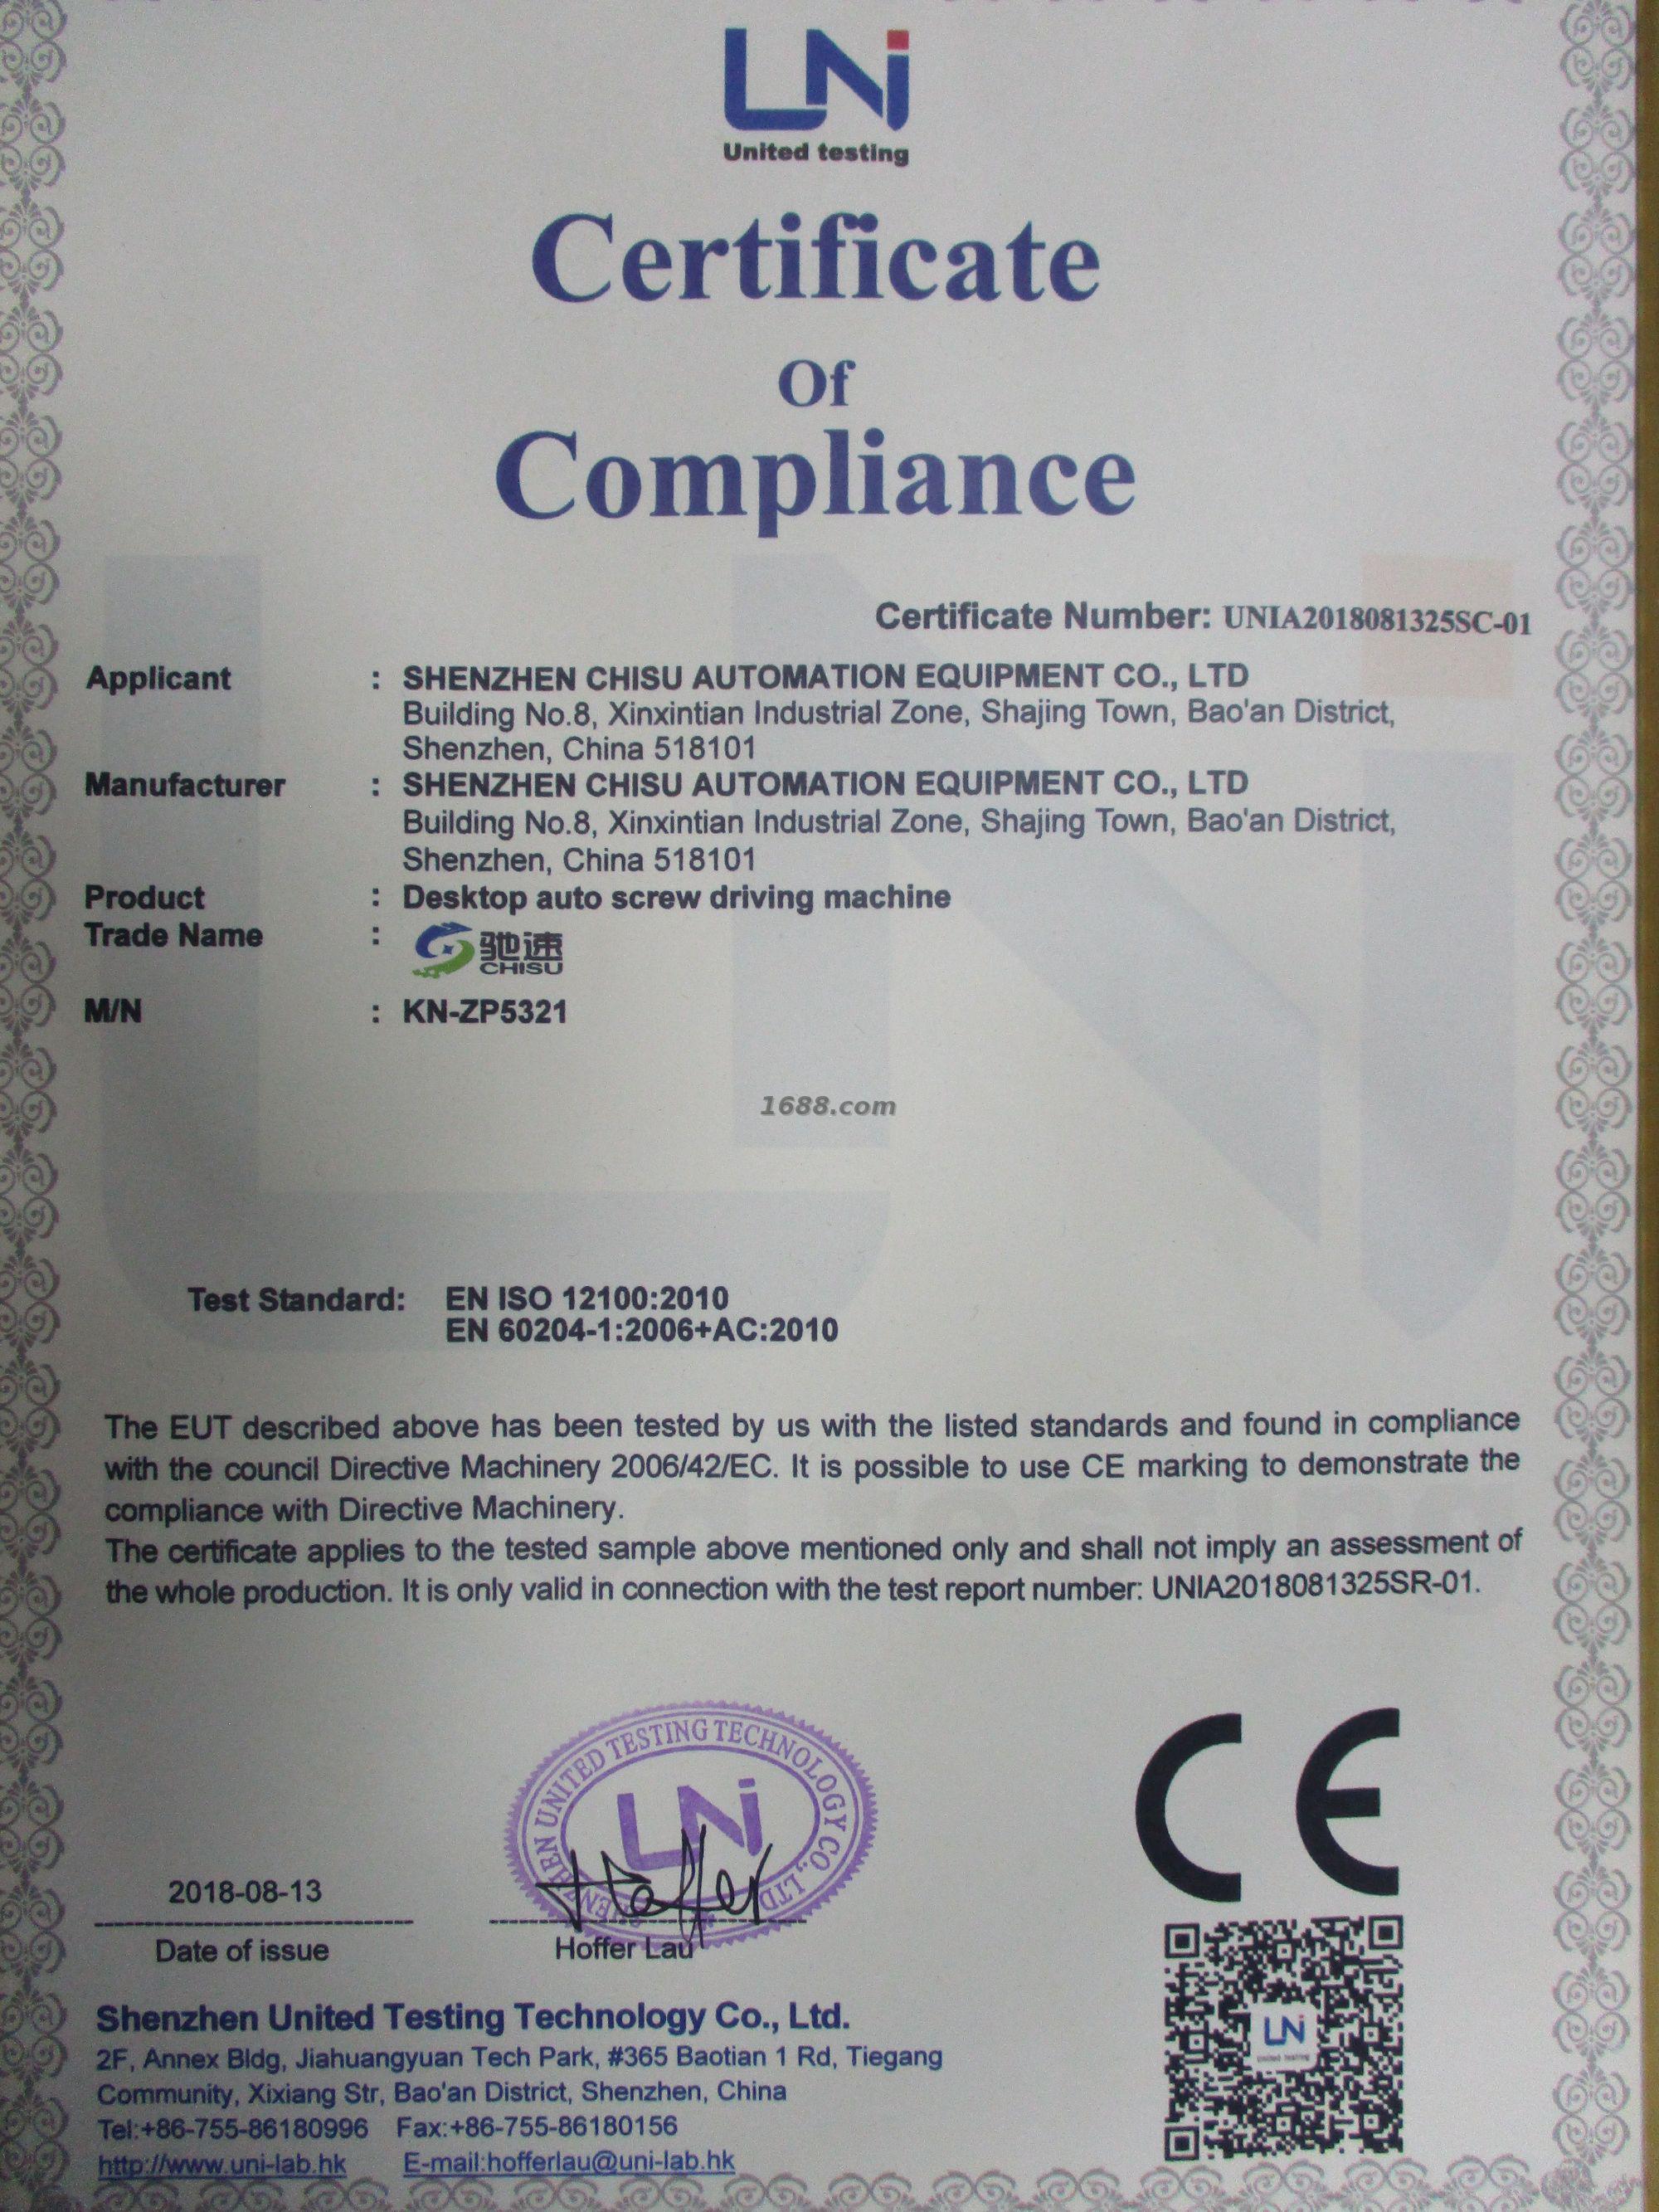 UNi
United testing
Certificate
Of
Compliance
Certificate Number: UNIA2018081325SC-01
Applicant : SHENZHEN CHISU AUTOMATION EQUIPMENT CO., LTD
Building No.8, Xinxintian Industrial Zone, Shajing Town, Bao'an District,
Shenzhen, China 518101
Manufacturer : SHENZHEN CHISU AUTOMATION EQUIPMENT CO., LTD
Building No.8, Xinxintian Industrial Zone, Shajing Town, Bao'an District,
Shenzhen, China 518101
Product : Desktop auto screw driving machine
Trade Name : 驰速
CHISU
M/N : KN-ZP5321
1688.com
Test Standard: EN ISO 12100:2010
EN 60204-1:2006+AC:2010
The EUT described above has been tested by us with the listed standards and found in compliance
with the council Directive Machinery 2006/42/EC. It is possible to use CE marking to demonstrate the
compliance with Directive Machinery.
The certificate applies to the tested sample above mentioned only and shall not imply an assessment of
the whole production. It is only valid in connection with the test report number: UNIA2018081325SR-01.
SHENZHEN UNITED TESTING TECHNOLOGY CO., LTD
UNi
Hoffer
CE
2018-08-13
Date of issue
Hoffer Lau
UNi
UNITED TESTING
Shenzhen United Testing Technology Co., Ltd.
2F, Annex Bldg, Jiahuangyuan Tech Park, #365 Baotian 1 Rd, Tiegang
Community, Xixiang Str, Bao'an District, Shenzhen, China
Tel:+86-755-86180996 Fax:+86-755-86180156
http://www.uni-lab.hk E-mail:hofferlau@uni-lab.hk